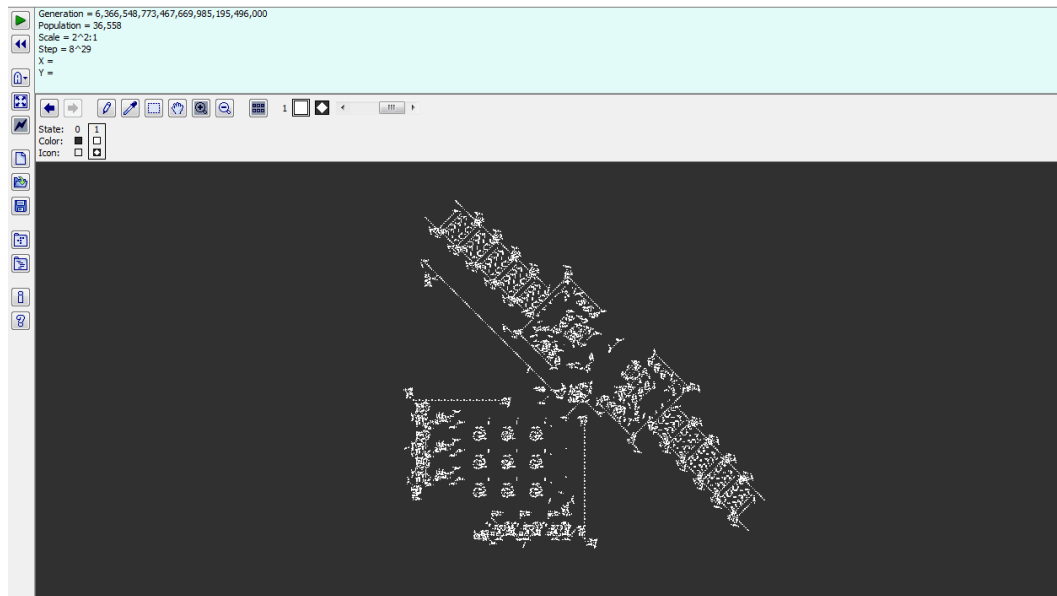 Generation = 6,366,548,773,467,669,985,195,496,000
Population = 36,558
Scale = 2^2:1
Step = 8^29
X =
Y =
1
State: 0 1
Color:
Icon: